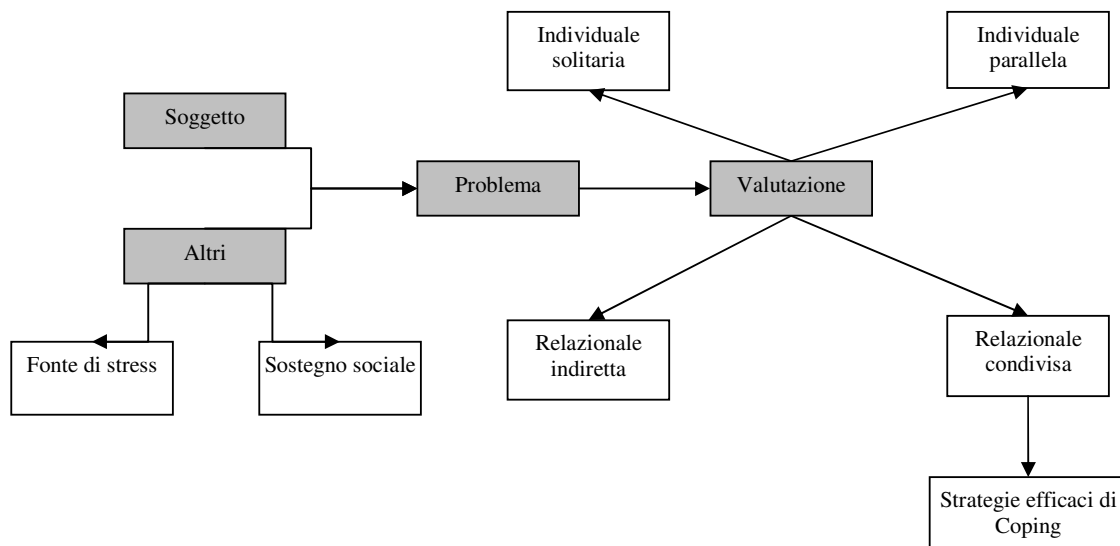 Individuale
solitaria
Individuale
parallela
Soggetto
Problema
Valutazione
Altri
Fonte di stress
Sostegno sociale
Relazionale
indiretta
Relazionale
condivisa
Strategie efficaci di
Coping